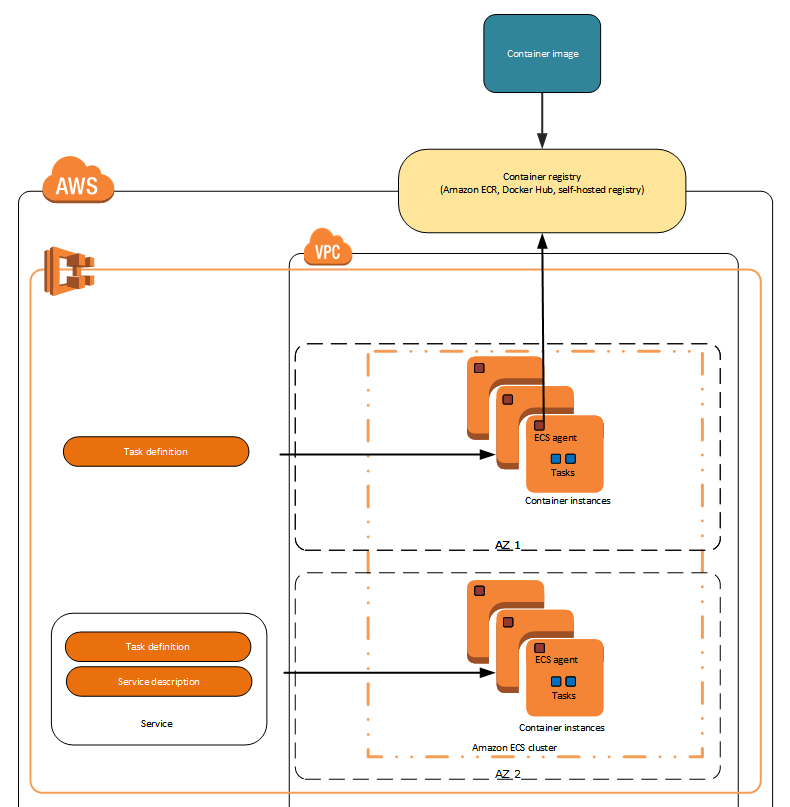 Container image
Container registry
(Amazon ECR, Docker Hub, self-hosted registry)
AWS
VPC
ECS agent
Task definition
Tasks
Container instances
AZ 1
Task definition
Service description
Service
ECS agent
Tasks
Container instances
Amazon ECS cluster
AZ 2